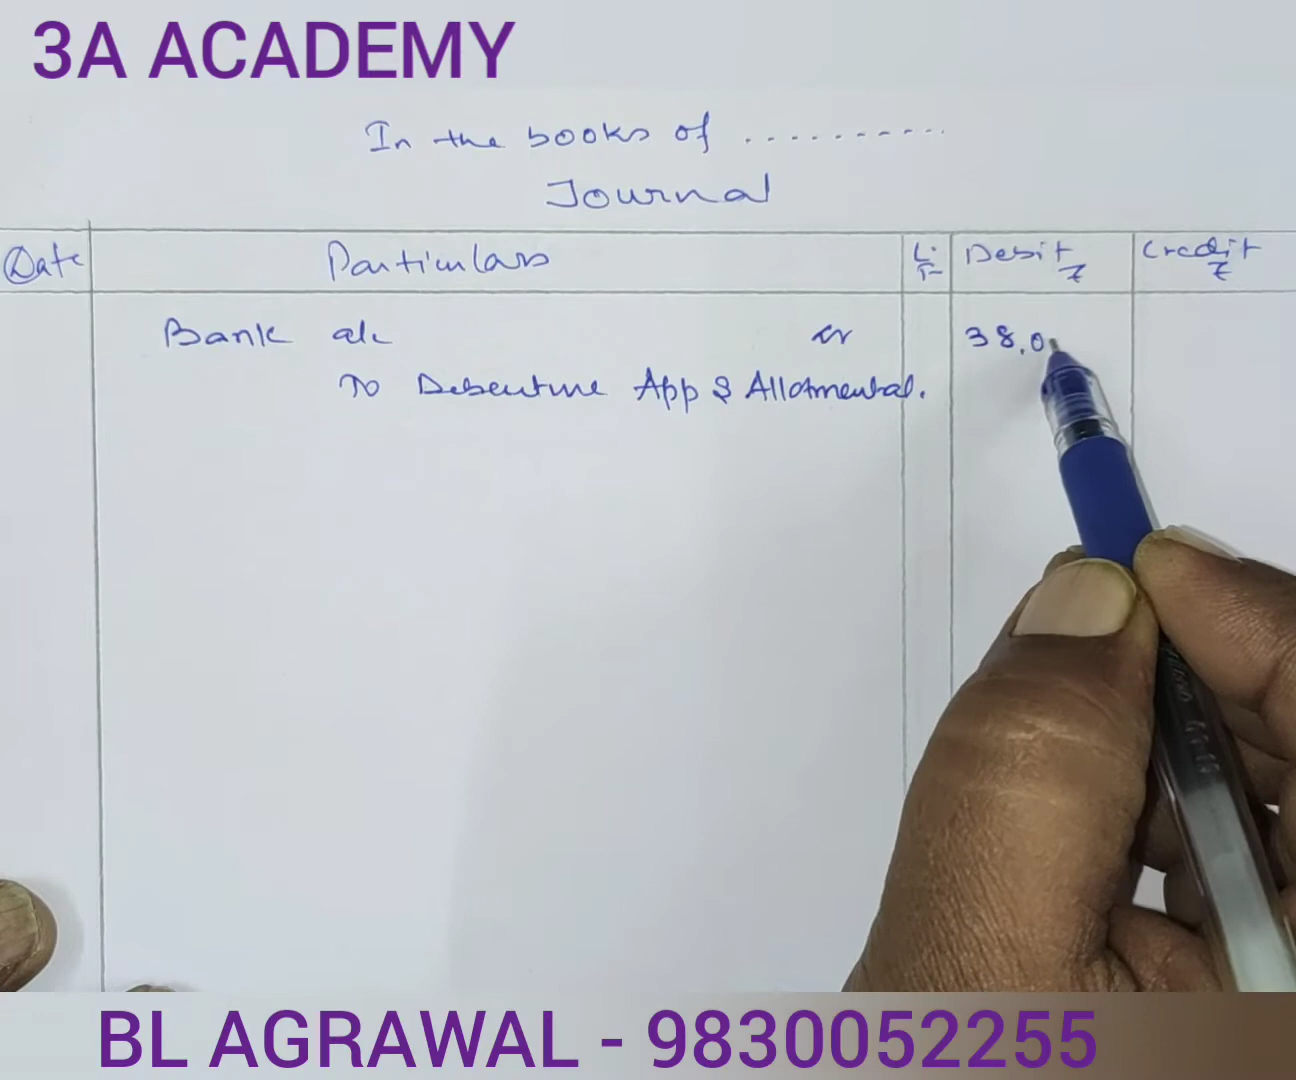 3A ACADEMY
In the books of ..........
Journal
Date Particulars L.F. Debit ₹ Credit ₹
Bank a/c Dr 38,0
To Debenture App & Allotment a/c.
BL AGRAWAL - 9830052255